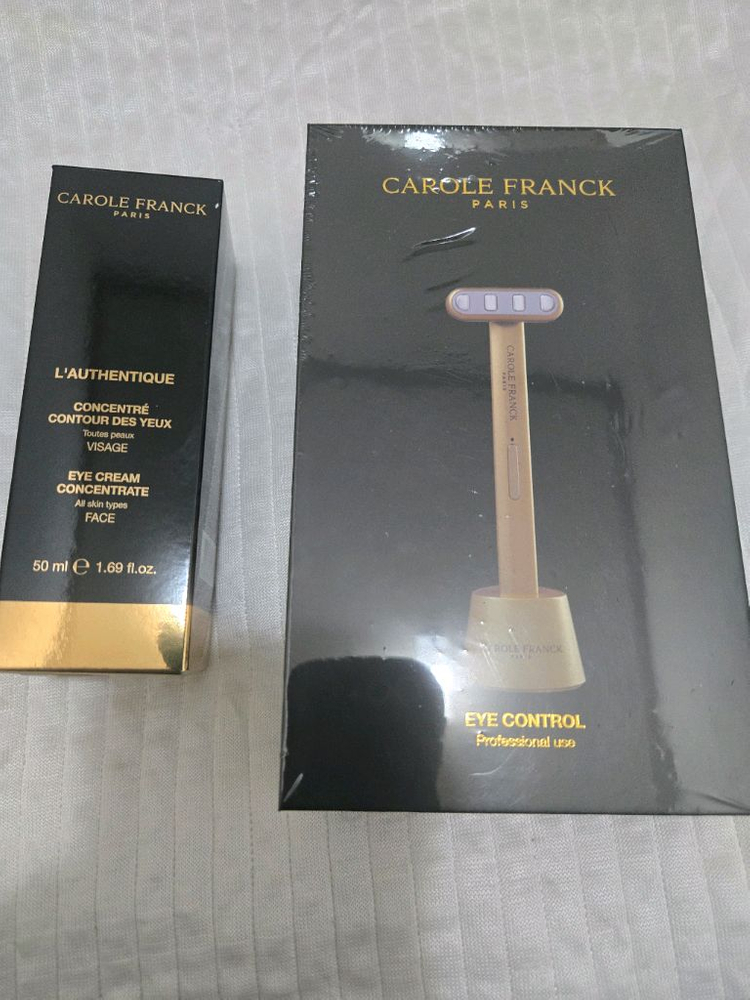 CAROLE FRANCK
PARIS
L'AUTHENTIQUE
CONCENTRÉ
CONTOUR DES YEUX
Toutes peaux
VISAGE
EYE CREAM
CONCENTRATE
All skin types
FACE
50 ml ℮ 1.69 fl.oz.
CAROLE FRANCK
PARIS
CAROLE FRANCK
PARIS
CAROLE FRANCK
PARIS
EYE CONTROL
Professional use